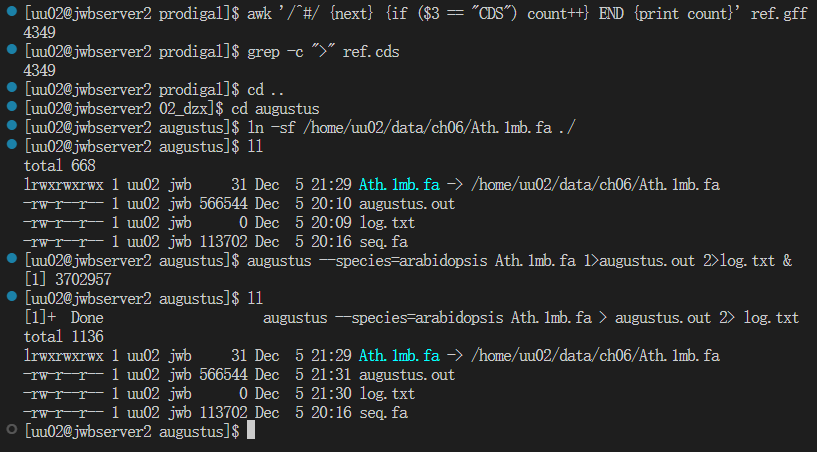 [uu02@jwbserver2 prodigal]$ awk '/^#/ {next} {if ($3 == "CDS") count++} END {print count}' ref.gff
4349
[uu02@jwbserver2 prodigal]$ grep -c ">" ref.cds
4349
[uu02@jwbserver2 prodigal]$ cd ..
[uu02@jwbserver2 02_dzx]$ cd augustus
[uu02@jwbserver2 augustus]$ ln -sf /home/uu02/data/ch06/Ath.1mb.fa ./
[uu02@jwbserver2 augustus]$ ll
total 668
lrwxrwxrwx 1 uu02 jwb     31 Dec  5 21:29 Ath.1mb.fa -> /home/uu02/data/ch06/Ath.1mb.fa
-rw-r--r-- 1 uu02 jwb 566544 Dec  5 20:10 augustus.out
-rw-r--r-- 1 uu02 jwb      0 Dec  5 20:09 log.txt
-rw-r--r-- 1 uu02 jwb 113702 Dec  5 20:16 seq.fa
[uu02@jwbserver2 augustus]$ augustus --species=arabidopsis Ath.1mb.fa 1>augustus.out 2>log.txt &
[1] 3702957
[uu02@jwbserver2 augustus]$ ll
[1]+  Done                    augustus --species=arabidopsis Ath.1mb.fa > augustus.out 2> log.txt
total 1136
lrwxrwxrwx 1 uu02 jwb     31 Dec  5 21:29 Ath.1mb.fa -> /home/uu02/data/ch06/Ath.1mb.fa
-rw-r--r-- 1 uu02 jwb 566544 Dec  5 21:31 augustus.out
-rw-r--r-- 1 uu02 jwb      0 Dec  5 21:30 log.txt
-rw-r--r-- 1 uu02 jwb 113702 Dec  5 20:16 seq.fa
[uu02@jwbserver2 augustus]$